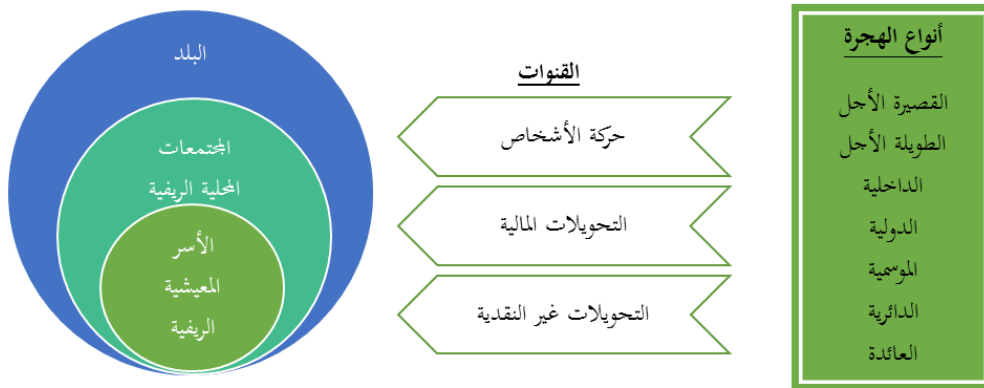 أنواع الهجرة
القصيرة الأجل
الطويلة الأجل
الداخلية
الدولية
الموسمية
الدائرية
العائدة
القنوات
حركة الأشخاص
التحويلات المالية
التحويلات غير النقدية
البلد
المجتمعات
المحلية الريفية
الأسر
المعيشية
الريفية